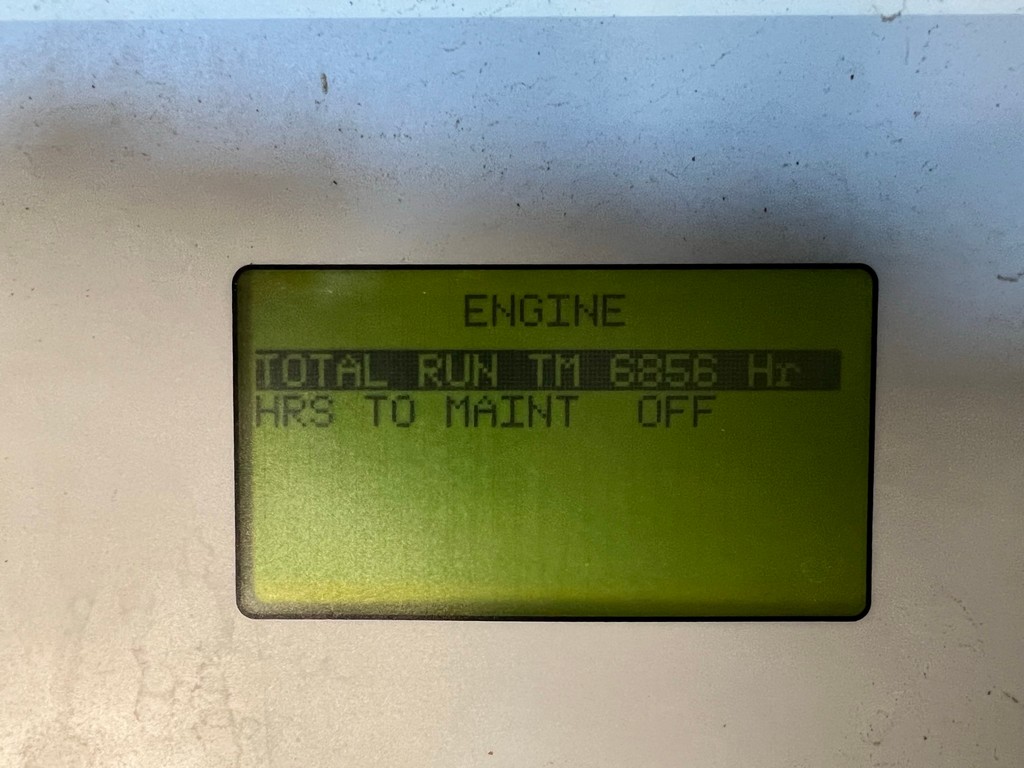 ENGINE
TOTAL RUN TM 6856 Hr
HRS TO MAINT OFF